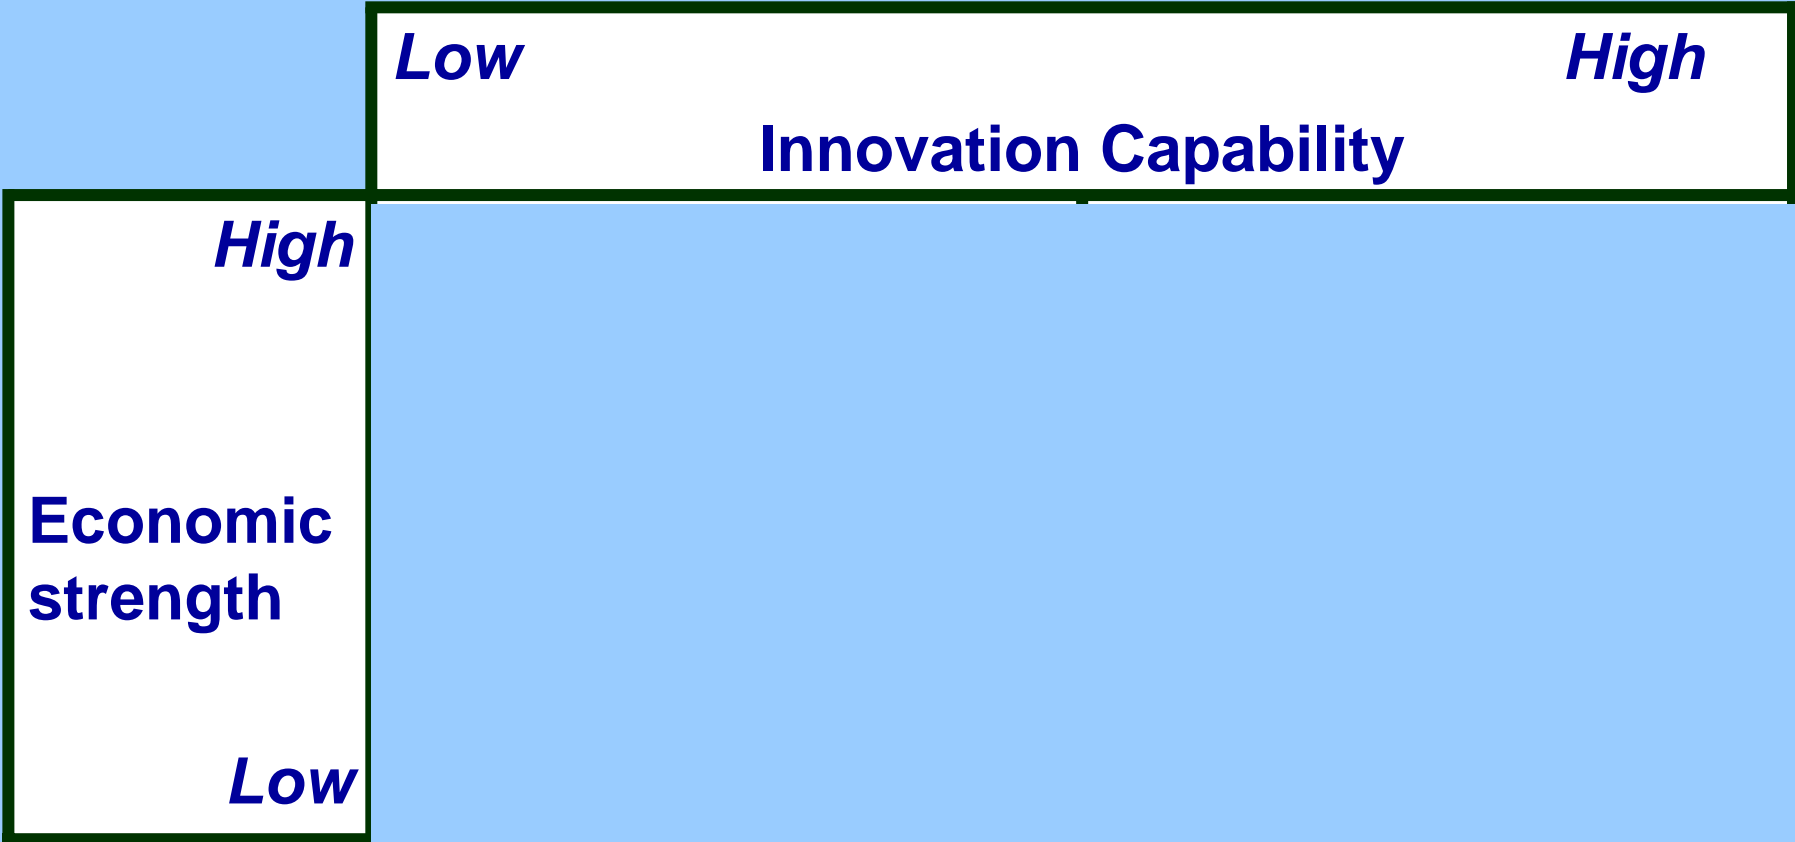 Low High
Innovation Capability
High
Economic
strength
Low